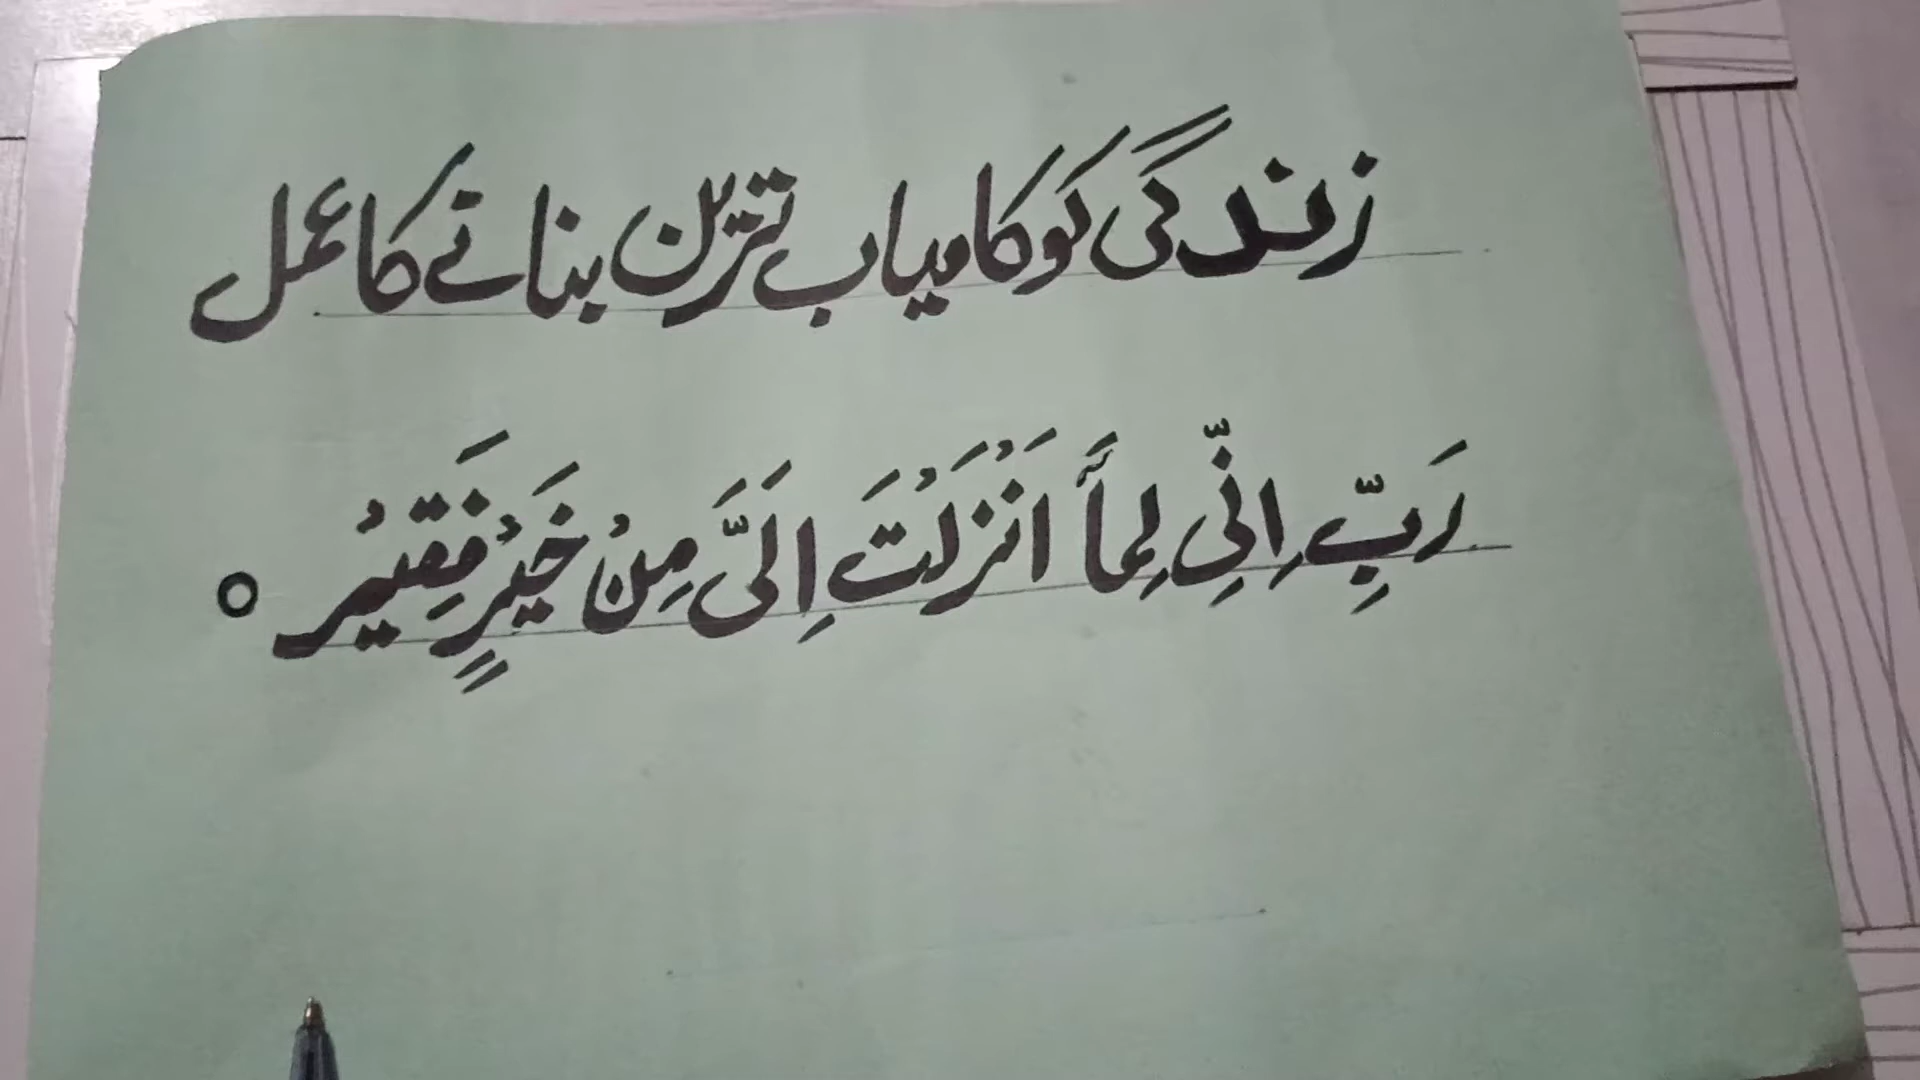 زندگی کو کامیاب ترین بنانے کا عمل
رَبِّ اِنِّیْ لِمَآ اَنْزَلْتَ اِلَیَّ مِنْ خَیْرٍ فَقِیْرُ ○